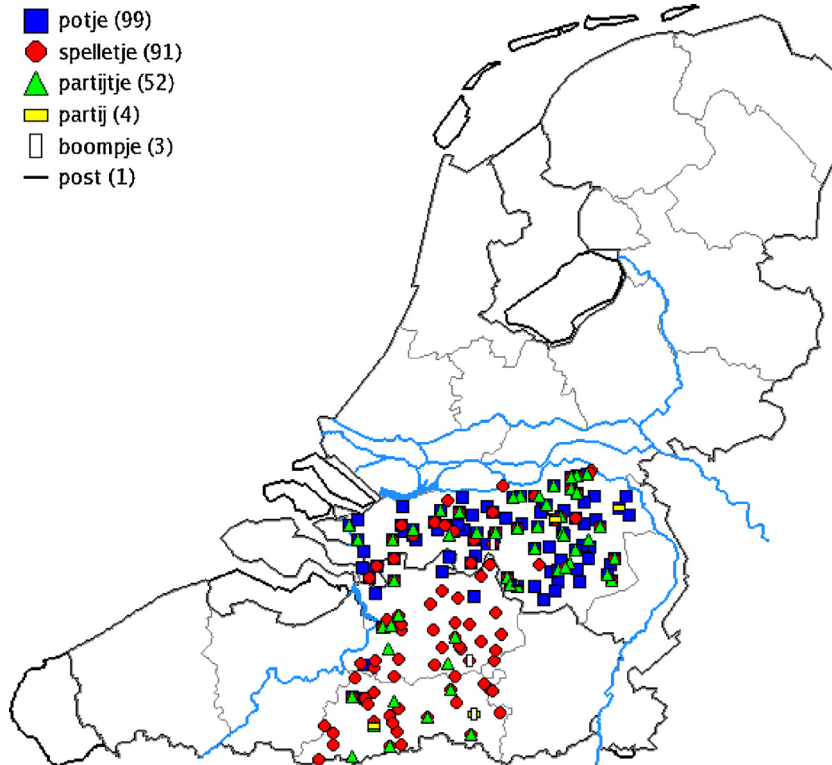 potje (99)
spelletje (91)
partijtje (52)
partij (4)
boompje (3)
post (1)